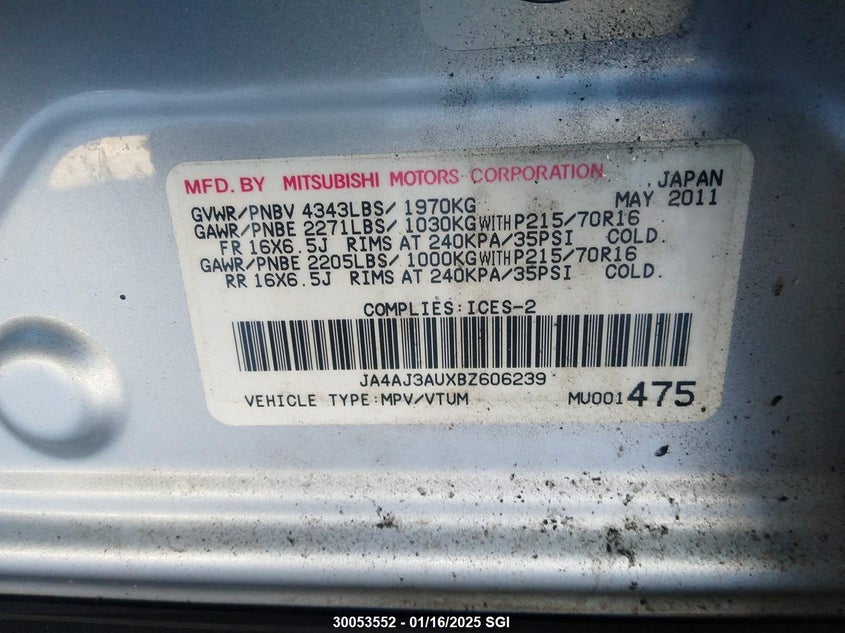 MFD. BY MITSUBISHI MOTORS CORPORATION , JAPAN
GVWR/PNBV 4343LBS/ 1970KG MAY 2011
GAWR/PNBE 2271LBS/ 1030KG WITH P215/70R16
FR 16X6.5J RIMS AT 240KPA/35PSI COLD.
GAWR/PNBE 2205LBS/ 1000KG WITH P215/70R16
RR 16X6.5J RIMS AT 240KPA/35PSI COLD.
COMPLIES:ICES-2
JA4AJ3AUXBZ606239
VEHICLE TYPE:MPV/VTUM MU001475
30053552 - 01/16/2025 SGI